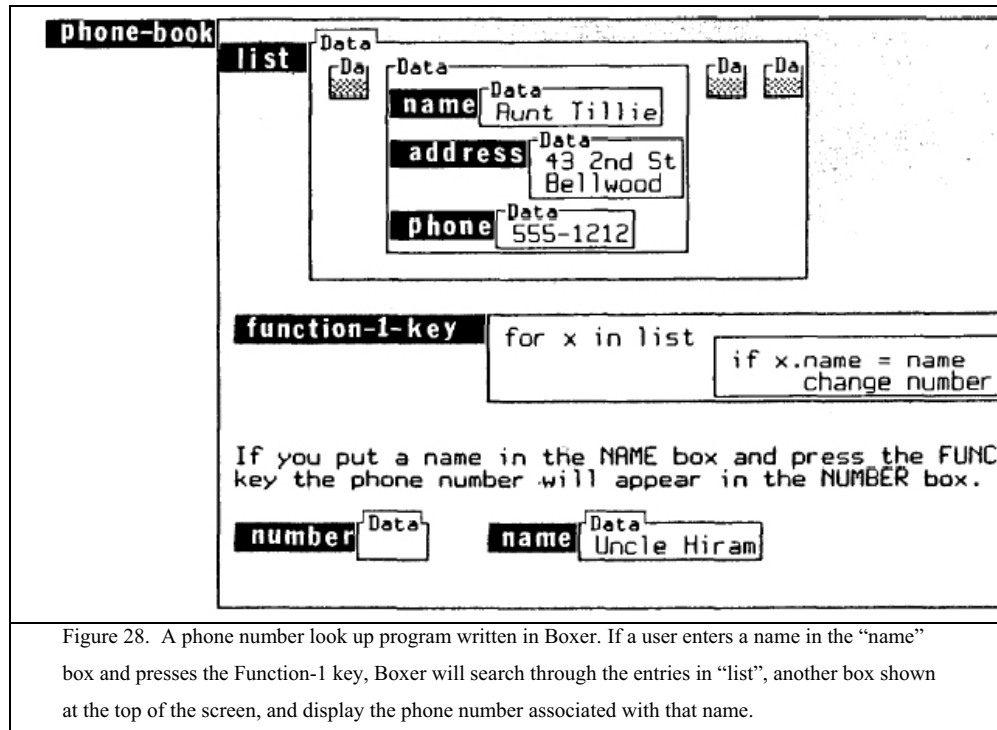 phone-book
list
Data
Da
Data
Da
Da
name
Data
Aunt Tillie
address
Data
43 2nd St
Bellwood
phone
Data
555-1212
function-1-key
for x in list
if x.name = name
change number
If you put a name in the NAME box and press the FUNC
key the phone number will appear in the NUMBER box.
number
Data
name
Data
Uncle Hiram
Figure 28. A phone number look up program written in Boxer. If a user enters a name in the “name”
box and presses the Function-1 key, Boxer will search through the entries in “list”, another box shown
at the top of the screen, and display the phone number associated with that name.